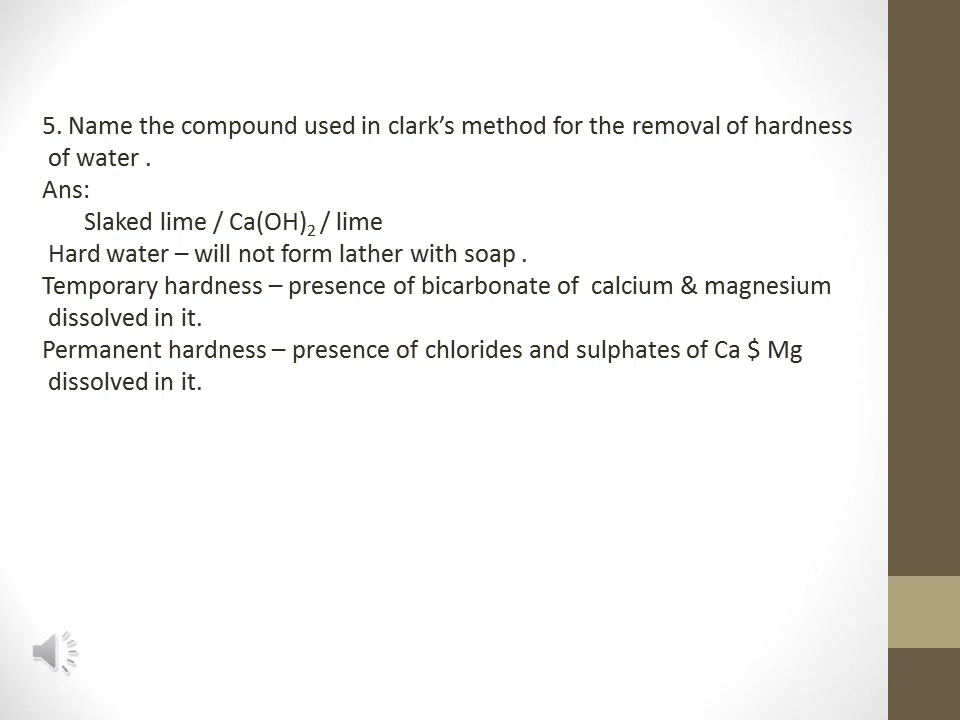 5. Name the compound used in clark’s method for the removal of hardness
of water .
Ans:
Slaked lime / Ca(OH)₂ / lime
Hard water – will not form lather with soap .
Temporary hardness – presence of bicarbonate of  calcium & magnesium
dissolved in it.
Permanent hardness – presence of chlorides and sulphates of Ca $ Mg
dissolved in it.